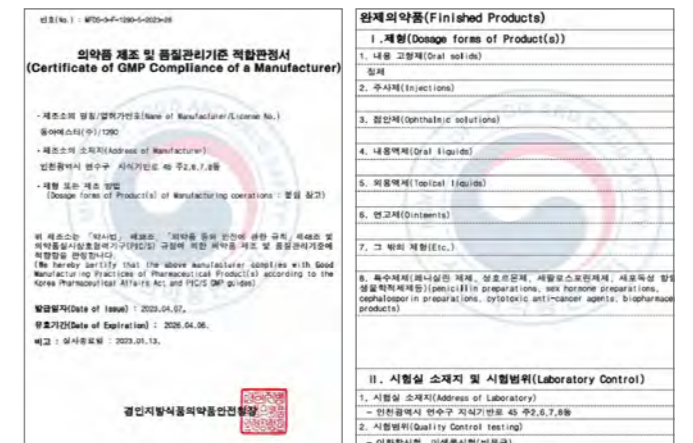 번호(No.) : MFDS-3-F-1290-5-2023-28
의약품 제조 및 품질관리기준 적합판정서
(Certificate of GMP Compliance of a Manufacturer)
- 제조소의 명칭/업허가번호(Name of Manufacturer/License No.)
동아에스티(주)/1290
- 제조소의 소재지(Address of Manufacturer)
인천광역시 연수구 지식기반로 45 주2,6,7,8동
- 제형 또는 제조 방법
(Dosage forms of Product(s) of Manufacturing operations : 붙임 참고)
위 제조소는 「약사법」 제38조, 「의약품 등의 안전에 관한 규칙」 제48조 및
의약품실사상호협력기구(PIC/S) 규정에 의한 의약품 제조 및 품질관리기준에
적합함을 판정합니다.
(We hereby certify that the above manufacturer complies with Good
Manufacturing Practices of Pharmaceutical Product(s) according to the
Korea Pharmaceutical Affairs Act and PIC/S GMP guides)
발급일자(Date of Issue) : 2023.04.07.
유효기간(Date of Expiration) : 2026.04.06.
비고 : 실사종료일 : 2023.01.13.
경인지방식품의약품안전청장
완제의약품(Finished Products)
Ⅰ.제형(Dosage forms of Product(s))
1. 내용 고형제(Oral solids)
정제
2. 주사제(Injections)
3. 점안제(Ophthalmic solutions)
4. 내용액제(Oral liquids)
5. 외용액제(Topical liquids)
6. 연고제(Ointments)
7. 그 밖의 제형(Etc.)
8. 특수제제(페니실린 제제, 성호르몬제, 세팔로스포린제제, 세포독성 항암
생물학적제제등)(penicillin preparations, sex hormone preparations,
cephalosporin preparations, cytotoxic anti-cancer agents, biopharmace
products)
Ⅱ. 시험실 소재지 및 시험범위(Laboratory Control)
1. 시험실 소재지(Address of Laboratory)
- 인천광역시 연수구 지식기반로 45 주2,6,7,8동
2. 시험범위(Quality Control testing)